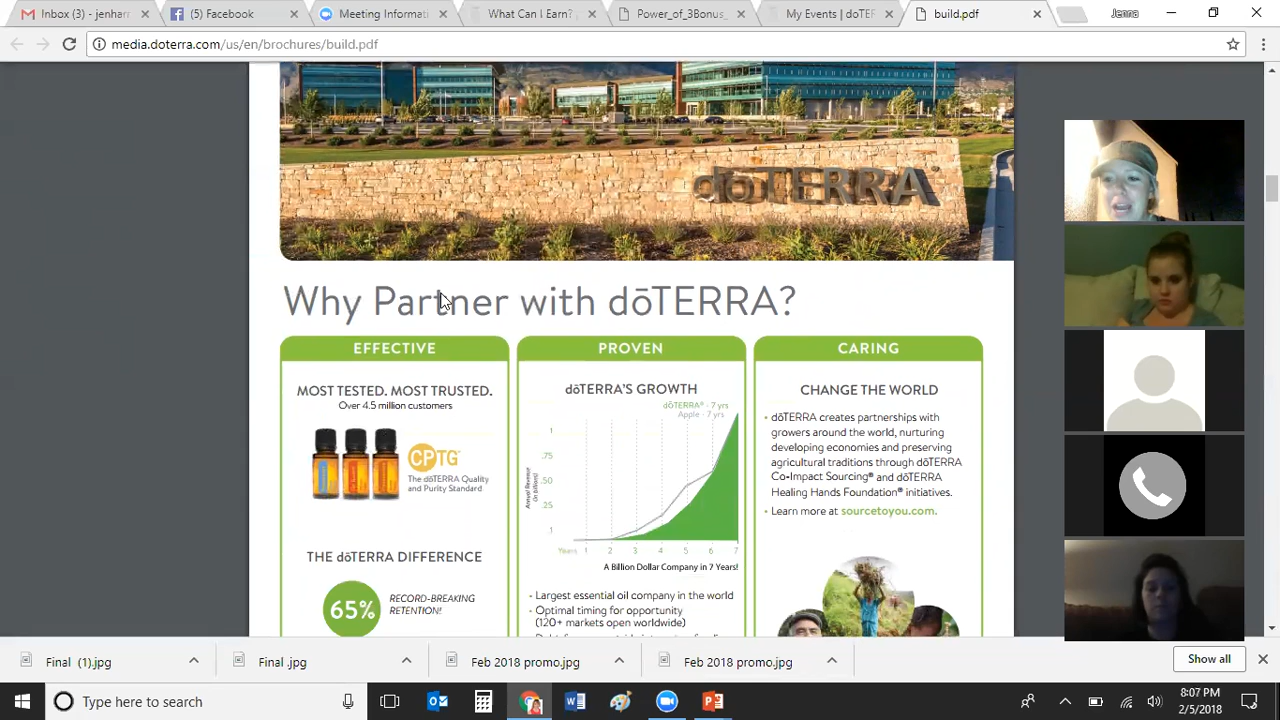 Inbox (3) - jenharr
(5) Facebook
Meeting Informati
What Can I Earn?
Power_of_3Bonus_
My Events | dōTEF
build.pdf
Jenna
media.doterra.com/us/en/brochures/build.pdf
dōTERRA
Why Partner with dōTERRA?
EFFECTIVE
MOST TESTED. MOST TRUSTED.
Over 4.5 million customers
CPTG
The dōTERRA Quality
and Purity Standard
THE dōTERRA DIFFERENCE
65%
RECORD-BREAKING
RETENTION!
PROVEN
dōTERRA'S GROWTH
dōTERRA® - 7 yrs
Apple - 7 yrs
Annual Revenue
(In billions)
1
.75
.50
.25
.1
Years 1 2 3 4 5 6 7
A Billion Dollar Company in 7 Years!
• Largest essential oil company in the world
• Optimal timing for opportunity
(120+ markets open worldwide)
CARING
CHANGE THE WORLD
• dōTERRA creates partnerships with
growers around the world, nurturing
developing economies and preserving
agricultural traditions through dōTERRA
Co•Impact Sourcing® and dōTERRA
Healing Hands Foundation® initiatives.
• Learn more at sourcetoyou.com.
Final (1).jpg
Final .jpg
Feb 2018 promo.jpg
Feb 2018 promo.jpg
Show all
Type here to search
8:07 PM
2/5/2018